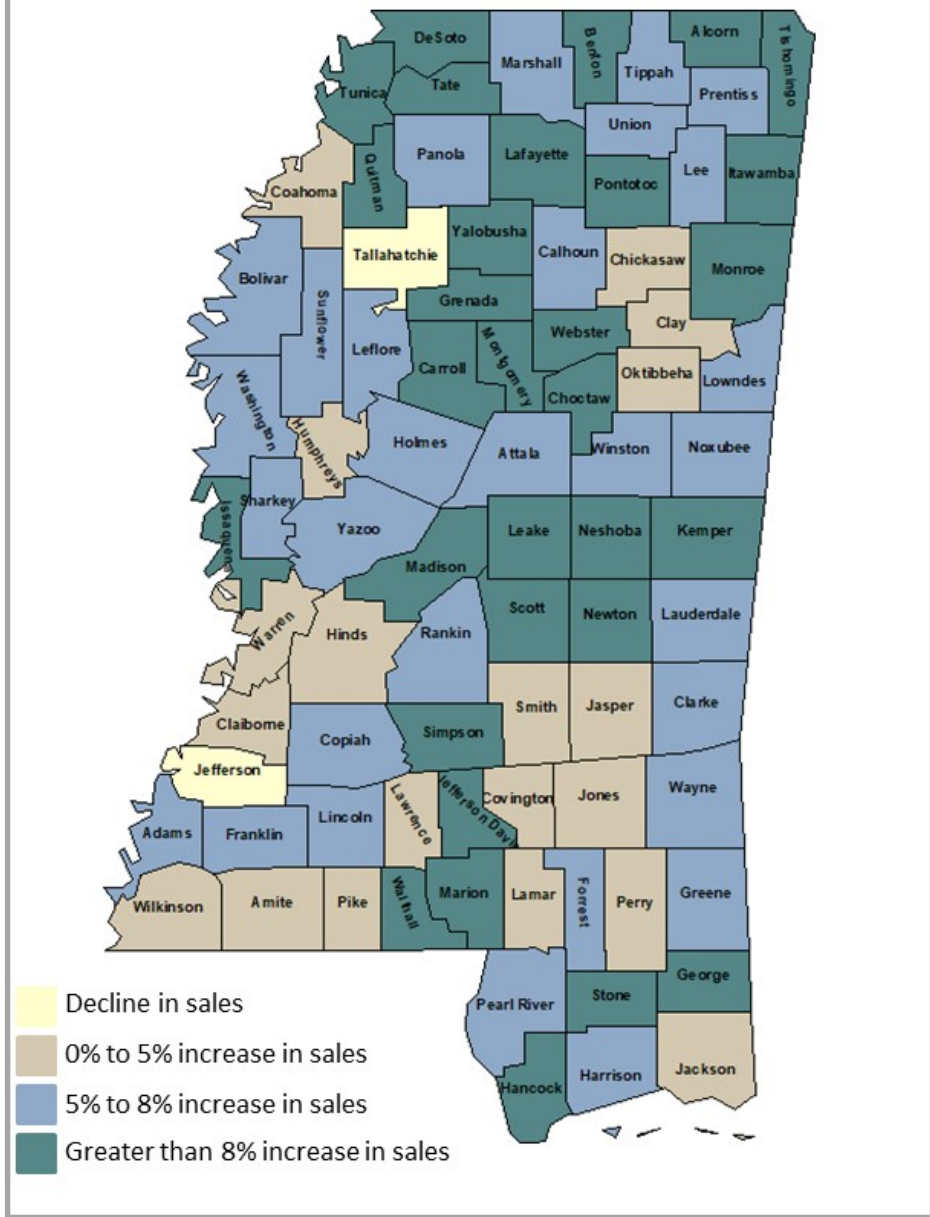 DeSoto
Marshall
Benton
Tippah
Alcorn
Tishomingo
Tunica
Tate
Prentiss
Union
Panola
Lafayette
Quitman
Pontotoc
Lee
Itawamba
Coahoma
Tallahatchie
Yalobusha
Calhoun
Chickasaw
Monroe
Bolivar
Sunflower
Grenada
Leflore
Webster
Clay
Carroll
Montgomery
Choctaw
Oktibbeha
Lowndes
Washington
Humphreys
Holmes
Attala
Winston
Noxubee
Sharkey
Issaquena
Yazoo
Leake
Neshoba
Kemper
Madison
Warren
Hinds
Rankin
Scott
Newton
Lauderdale
Claiborne
Copiah
Simpson
Smith
Jasper
Clarke
Jefferson
Lawrence
Jefferson Davis
Covington
Jones
Wayne
Adams
Franklin
Lincoln
Wilkinson
Amite
Pike
Walthall
Marion
Lamar
Forrest
Perry
Greene
Pearl River
Stone
George
Hancock
Harrison
Jackson
Decline in sales
0% to 5% increase in sales
5% to 8% increase in sales
Greater than 8% increase in sales